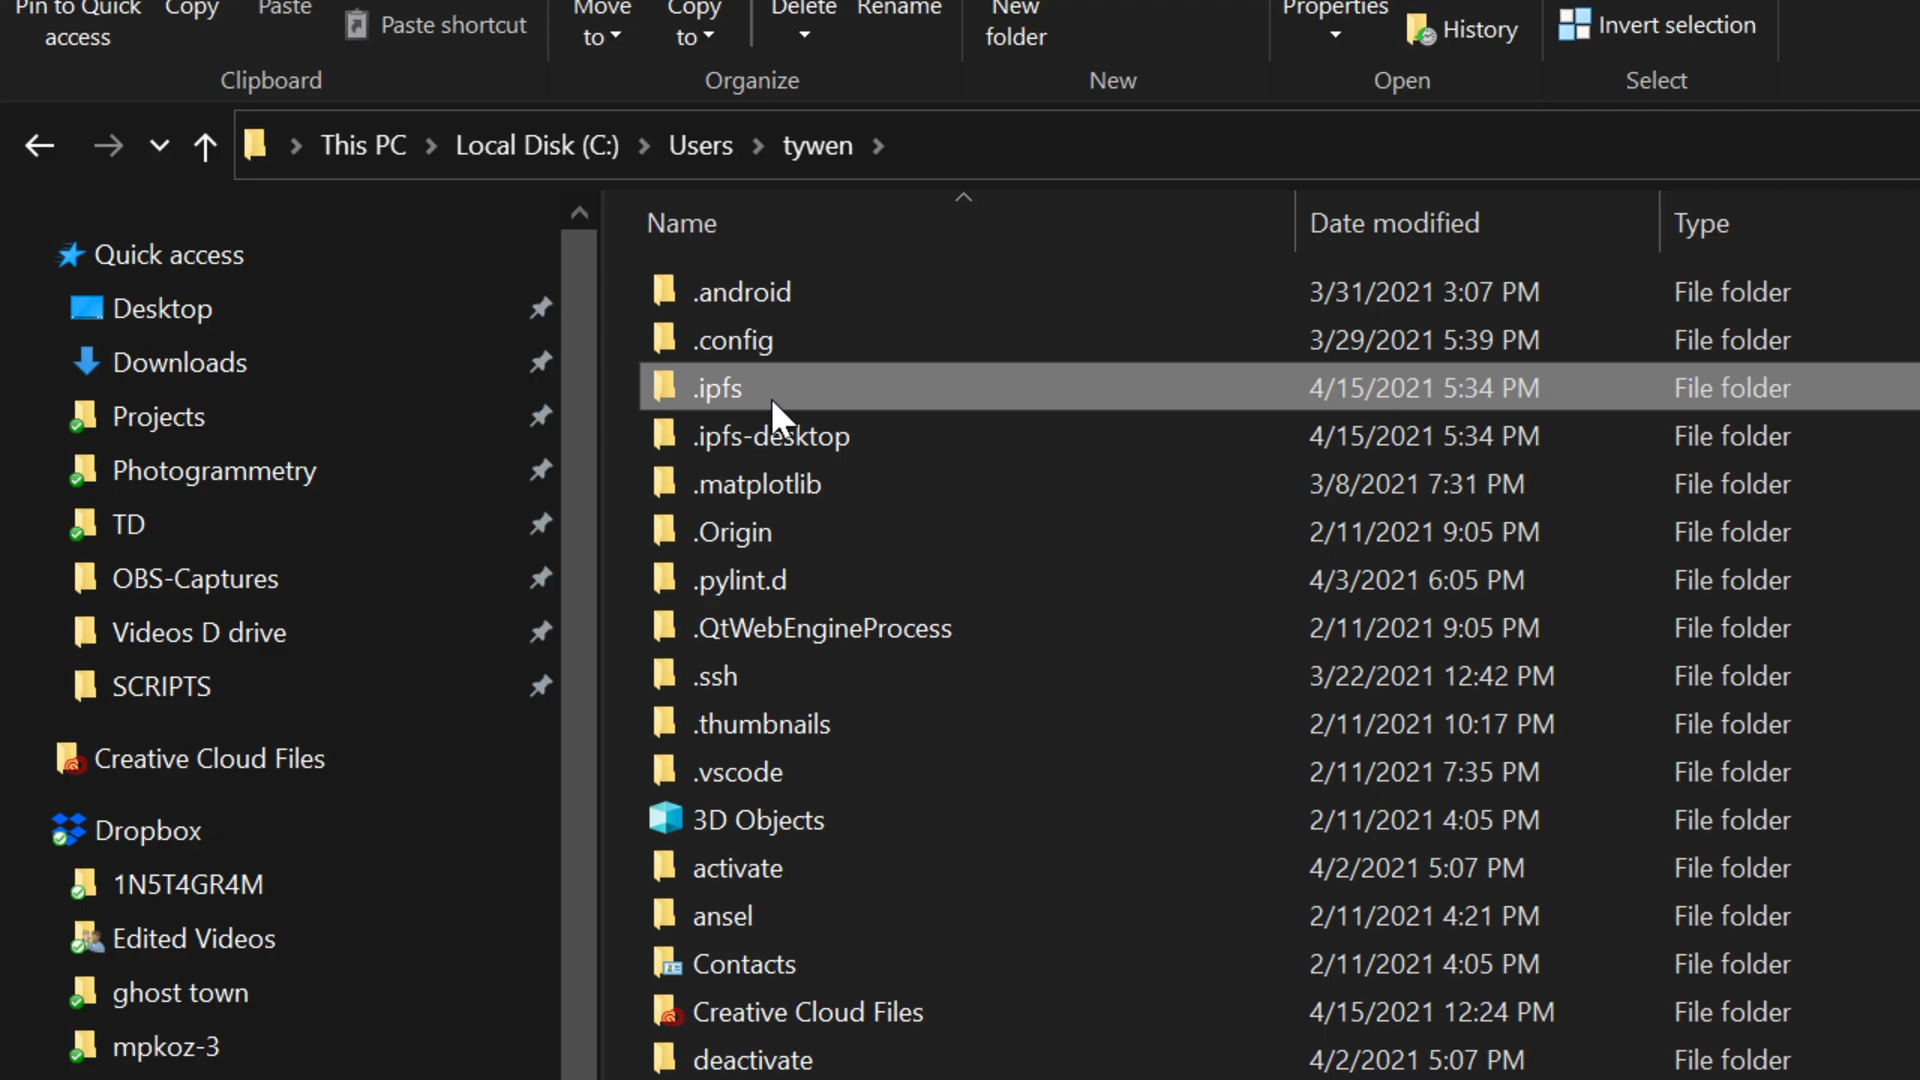 Pin to Quick access
Copy
Paste
Paste shortcut
Clipboard
Move to
Copy to
Delete
Rename
Organize
New folder
New
Properties
History
Open
Invert selection
Select
This PC > Local Disk (C:) > Users > tywen >
Name Date modified Type
Quick access
Desktop
Downloads
Projects
Photogrammetry
TD
OBS-Captures
Videos D drive
SCRIPTS
Creative Cloud Files
Dropbox
1N5T4GR4M
Edited Videos
ghost town
mpkoz-3
.android 3/31/2021 3:07 PM File folder
.config 3/29/2021 5:39 PM File folder
.ipfs 4/15/2021 5:34 PM File folder
.ipfs-desktop 4/15/2021 5:34 PM File folder
.matplotlib 3/8/2021 7:31 PM File folder
.Origin 2/11/2021 9:05 PM File folder
.pylint.d 4/3/2021 6:05 PM File folder
.QtWebEngineProcess 2/11/2021 9:05 PM File folder
.ssh 3/22/2021 12:42 PM File folder
.thumbnails 2/11/2021 10:17 PM File folder
.vscode 2/11/2021 7:35 PM File folder
3D Objects 2/11/2021 4:05 PM File folder
activate 4/2/2021 5:07 PM File folder
ansel 2/11/2021 4:21 PM File folder
Contacts 2/11/2021 4:05 PM File folder
Creative Cloud Files 4/15/2021 12:24 PM File folder
deactivate 4/2/2021 5:07 PM File folder